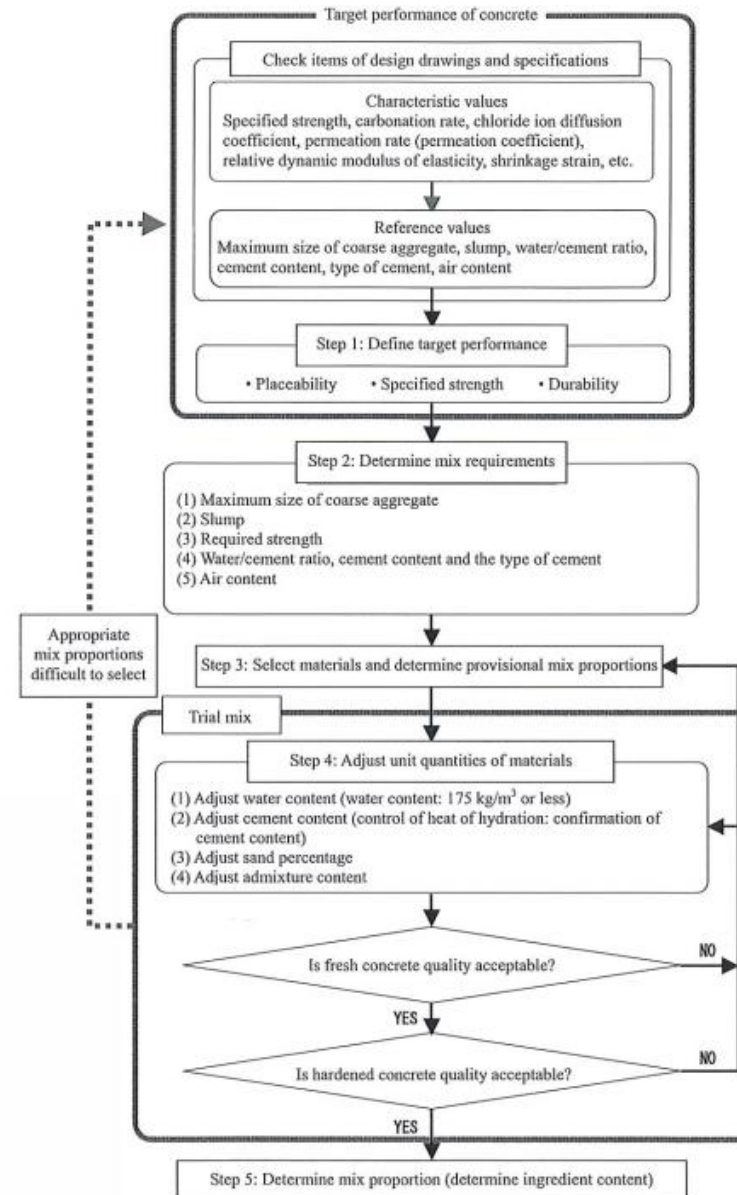 Target performance of concrete
Check items of design drawings and specifications
Characteristic values
Specified strength, carbonation rate, chloride ion diffusion
coefficient, permeation rate (permeation coefficient),
relative dynamic modulus of elasticity, shrinkage strain, etc.
Reference values
Maximum size of coarse aggregate, slump, water/cement ratio,
cement content, type of cement, air content
Step 1: Define target performance
• Placeability • Specified strength • Durability
Step 2: Determine mix requirements
(1) Maximum size of coarse aggregate
(2) Slump
(3) Required strength
(4) Water/cement ratio, cement content and the type of cement
(5) Air content
Appropriate
mix proportions
difficult to select
Step 3: Select materials and determine provisional mix proportions
Trial mix
Step 4: Adjust unit quantities of materials
(1) Adjust water content (water content: 175 kg/m³ or less)
(2) Adjust cement content (control of heat of hydration: confirmation of
cement content)
(3) Adjust sand percentage
(4) Adjust admixture content
Is fresh concrete quality acceptable?
NO
YES
Is hardened concrete quality acceptable?
NO
YES
Step 5: Determine mix proportion (determine ingredient content)